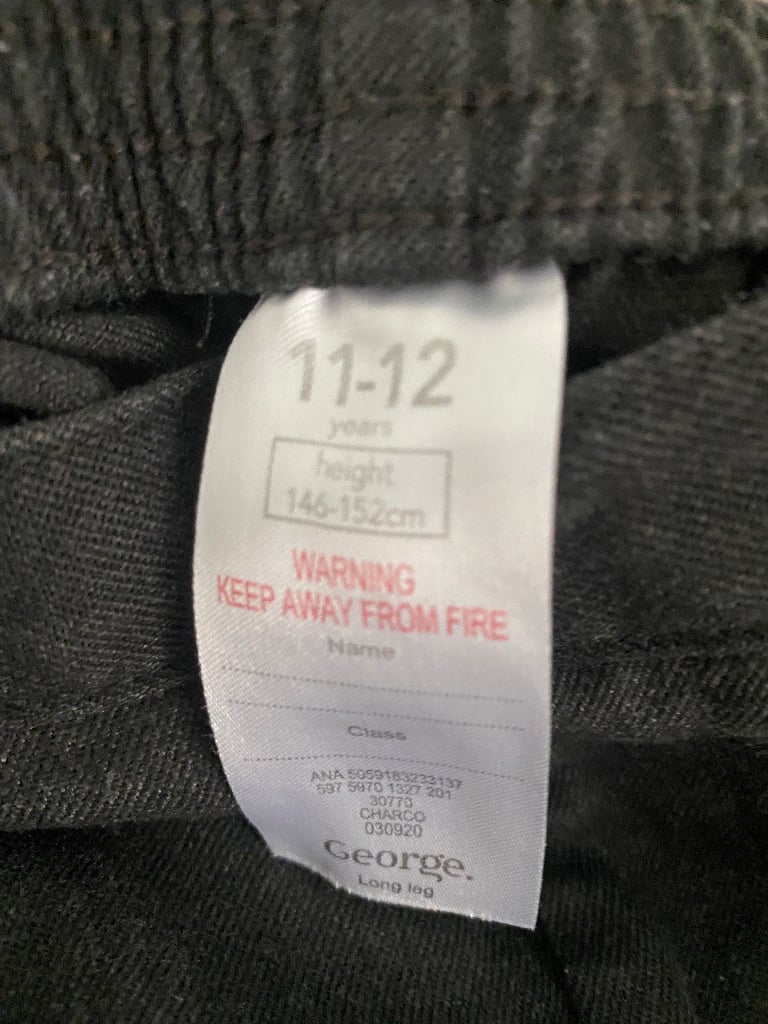 11-12
years
height
146-152cm
WARNING
KEEP AWAY FROM FIRE
Name
Class
ANA 5059183233137
597 5970 1327 201
30770
CHARCO
030920
George.
Long leg